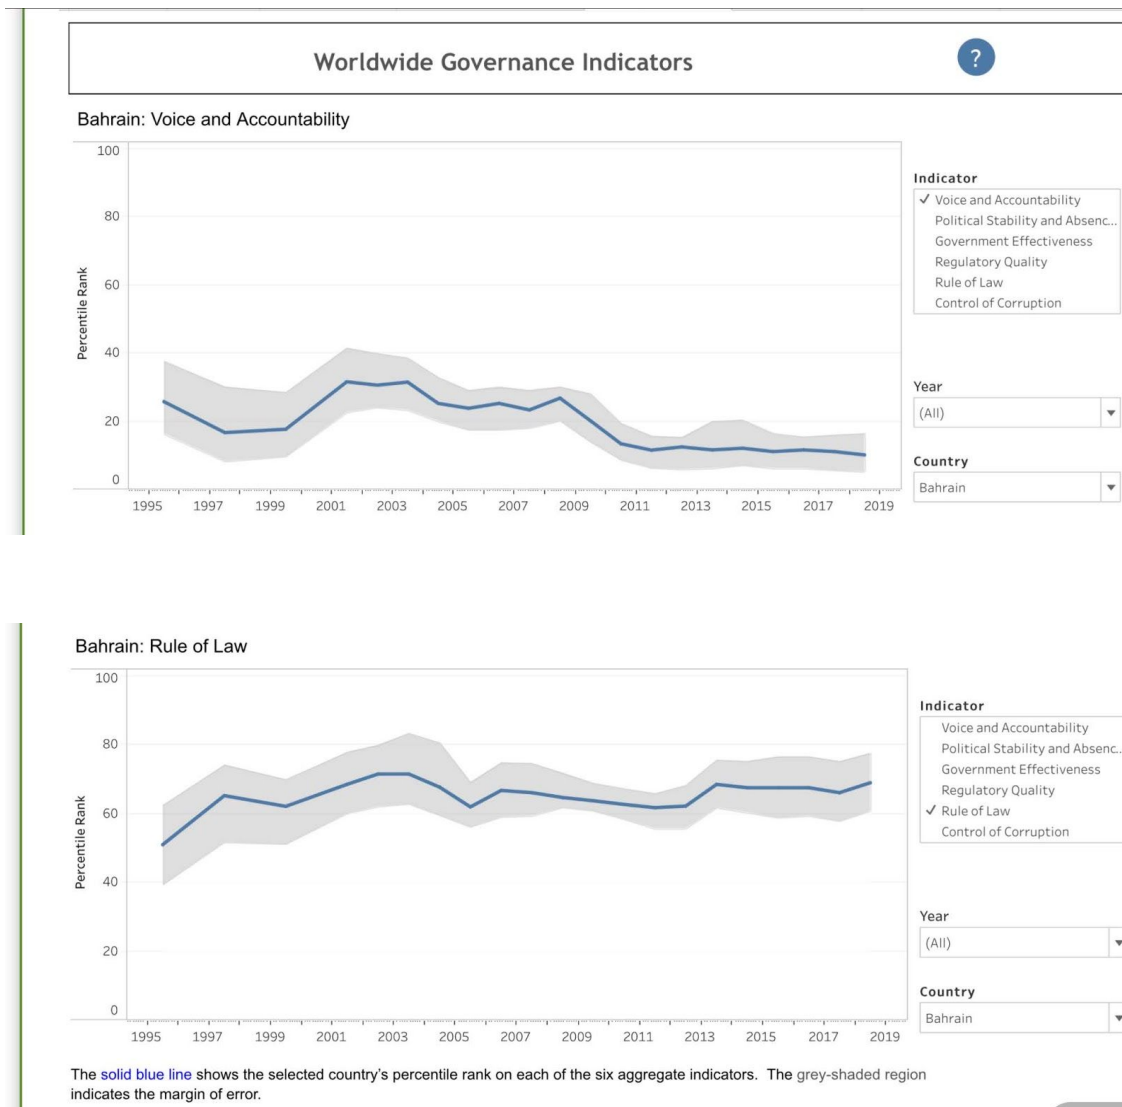 Worldwide Governance Indicators
?
Bahrain: Voice and Accountability
100
80
60
40
20
0
Percentile Rank
1995 1997 1999 2001 2003 2005 2007 2009 2011 2013 2015 2017 2019
Indicator
✓ Voice and Accountability
Political Stability and Absenc...
Government Effectiveness
Regulatory Quality
Rule of Law
Control of Corruption
Year
(All)
Country
Bahrain
Bahrain: Rule of Law
100
80
60
40
20
0
Percentile Rank
1995 1997 1999 2001 2003 2005 2007 2009 2011 2013 2015 2017 2019
Indicator
Voice and Accountability
Political Stability and Absenc..
Government Effectiveness
Regulatory Quality
✓ Rule of Law
Control of Corruption
Year
(All)
Country
Bahrain
The solid blue line shows the selected country's percentile rank on each of the six aggregate indicators. The grey-shaded region
indicates the margin of error.